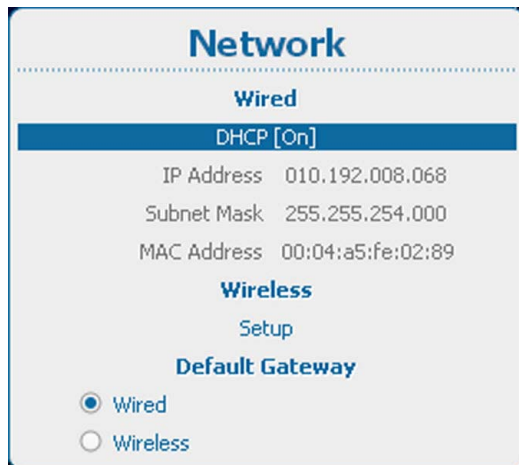 Network
Wired
DHCP [On]
IP Address 010.192.008.068
Subnet Mask 255.255.254.000
MAC Address 00:04:a5:fe:02:89
Wireless
Setup
Default Gateway
Wired
Wireless